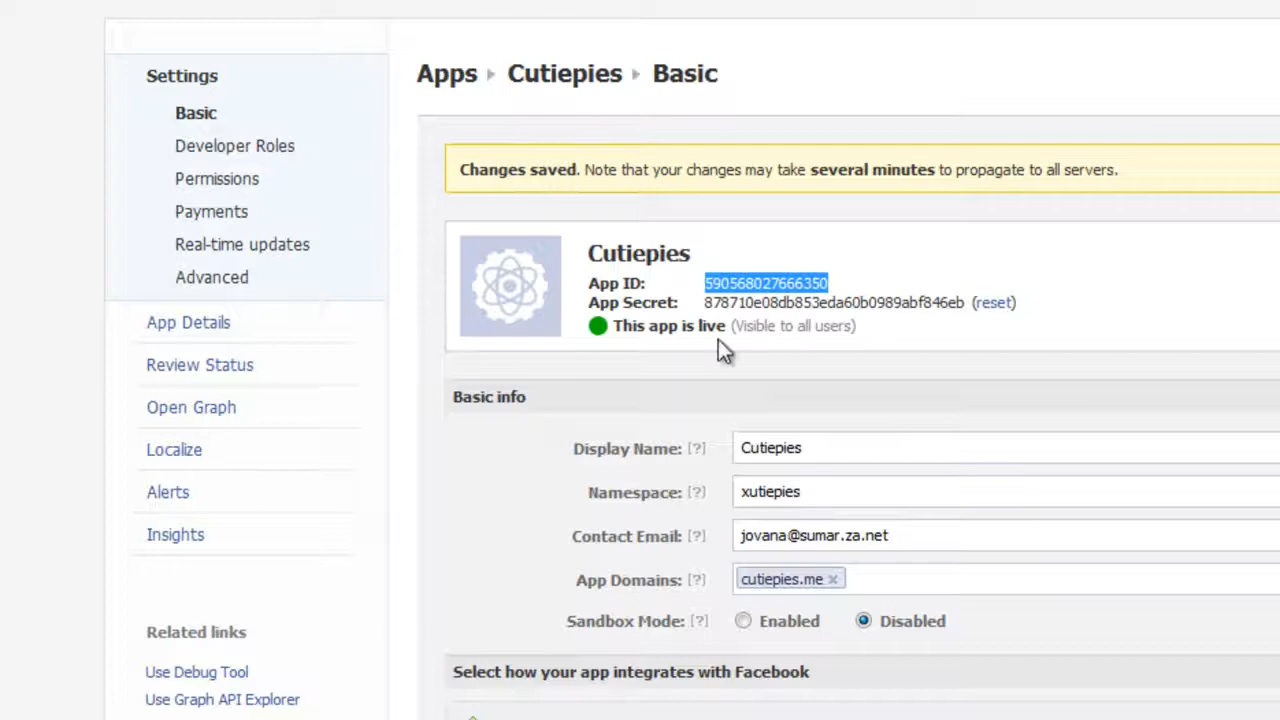 Settings
Basic
Developer Roles
Permissions
Payments
Real-time updates
Advanced
App Details
Review Status
Open Graph
Localize
Alerts
Insights
Related links
Use Debug Tool
Use Graph API Explorer
Apps Cutiepies Basic
Changes saved. Note that your changes may take several minutes to propagate to all servers.
Cutiepies
App ID: 590568027666350
App Secret: 878710e08db853eda60b0989abf846eb (reset)
This app is live (Visible to all users)
Basic info
Display Name: [?] Cutiepies
Namespace: [?] xutiepies
Contact Email: [?] jovana@sumar.za.net
App Domains: [?] cutiepies.me ×
Sandbox Mode: [?] Enabled Disabled
Select how your app integrates with Facebook